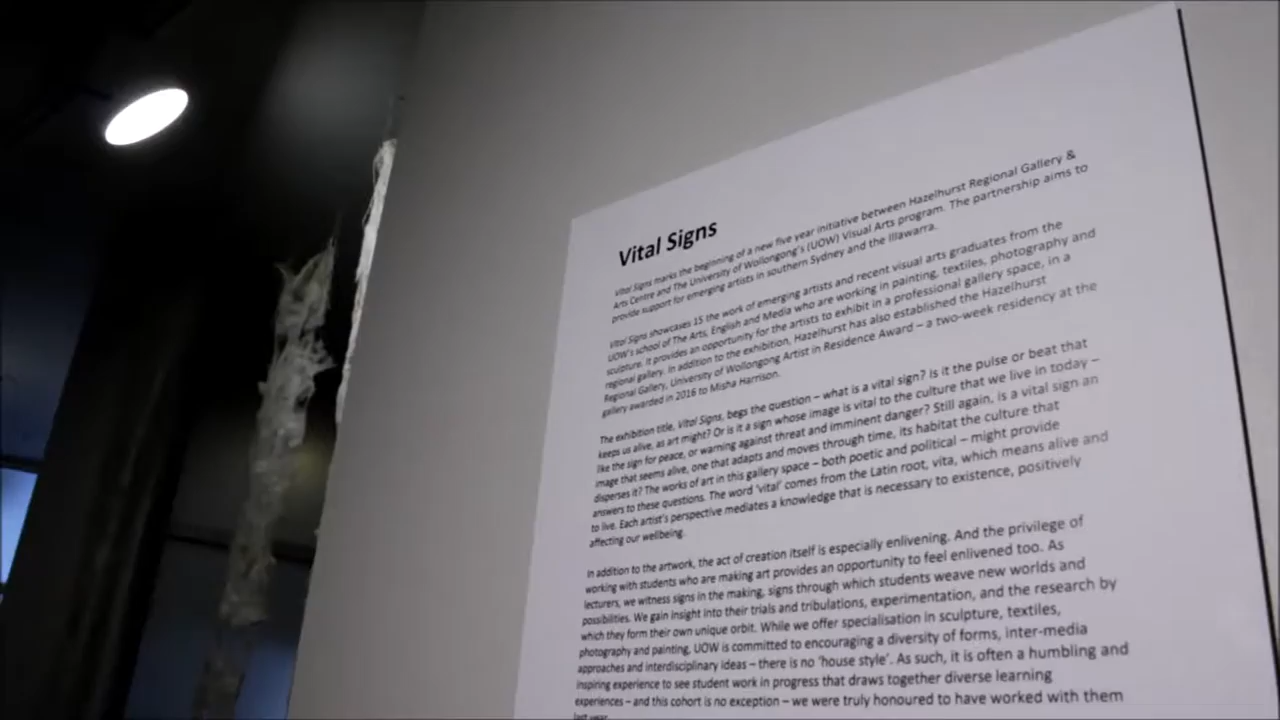 Vital Signs
Vital Signs marks the beginning of a new five year initiative between Hazelhurst Regional Gallery &
Arts Centre and The University of Wollongong's (UOW) Visual Arts program. The partnership aims to
provide support for emerging artists in southern Sydney and the Illawarra.
Vital Signs showcases 15 the work of emerging artists and recent visual arts graduates from the
UOW's school of The Arts, English and Media who are working in painting, textiles, photography and
sculpture. It provides an opportunity for the artists to exhibit in a professional gallery space, in a
regional gallery. In addition to the exhibition, Hazelhurst has also established the Hazelhurst
Regional Gallery, University of Wollongong Artist in Residence Award – a two-week residency at the
gallery awarded in 2016 to Misha Harrison.
The exhibition title, Vital Signs, begs the question – what is a vital sign? Is it the pulse or beat that
keeps us alive, as art might? Or is it a sign whose image is vital to the culture that we live in today –
like the sign for peace, or warning against threat and imminent danger? Still again, is a vital sign an
image that seems alive, one that adapts and moves through time, its habitat the culture that
disperses it? The works of art in this gallery space – both poetic and political – might provide
answers to these questions. The word 'vital' comes from the Latin root, vita, which means alive and
to live. Each artist's perspective mediates a knowledge that is necessary to existence, positively
affecting our wellbeing.
In addition to the artwork, the act of creation itself is especially enlivening. And the privilege of
working with students who are making art provides an opportunity to feel enlivened too. As
lecturers, we witness signs in the making, signs through which students weave new worlds and
possibilities. We gain insight into their trials and tribulations, experimentation, and the research by
which they form their own unique orbit. While we offer specialisation in sculpture, textiles,
photography and painting, UOW is committed to encouraging a diversity of forms, inter-media
approaches and interdisciplinary ideas – there is no 'house style'. As such, it is often a humbling and
inspiring experience to see student work in progress that draws together diverse learning
experiences – and this cohort is no exception – we were truly honoured to have worked with them
last year.